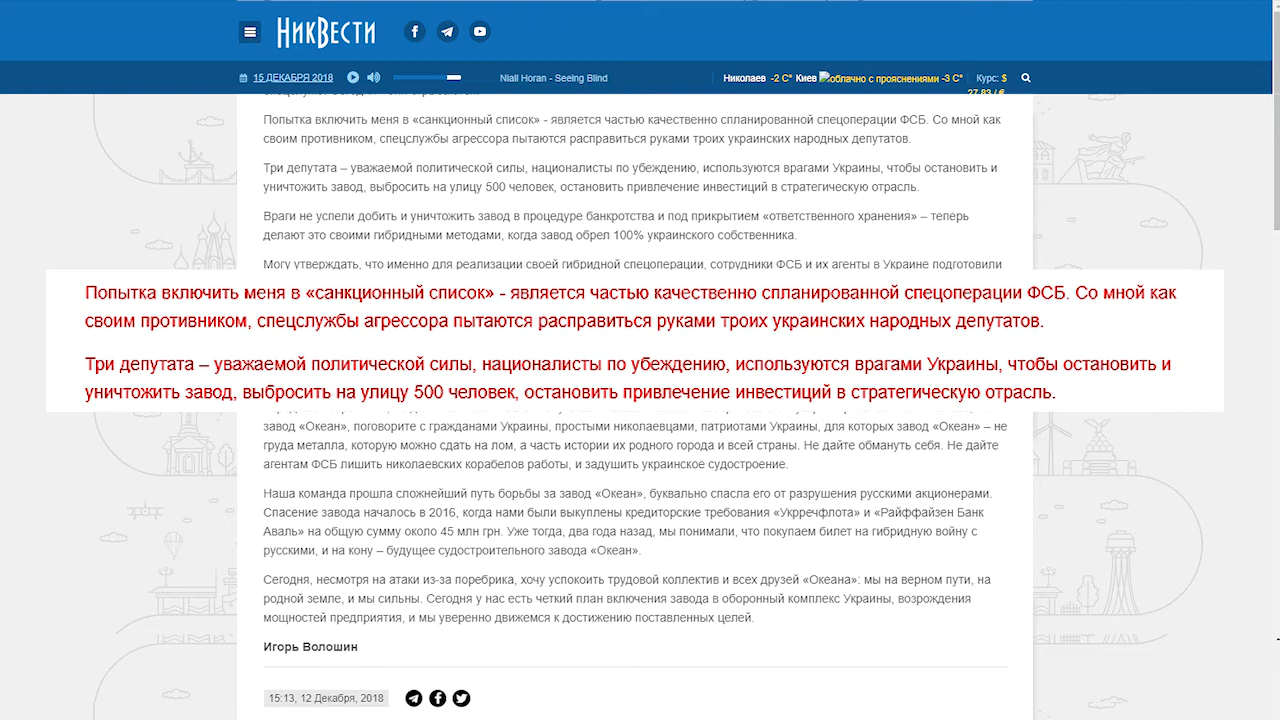 НикВести
15 ДЕКАБРЯ 2018
Niall Horan - Seeing Blind
Николаев -2 C° Киев облачно с прояснениями -3 C° Курс: $
27.83 / €
Попытка включить меня в «санкционный список» - является частью качественно спланированной спецоперации ФСБ. Со мной как
своим противником, спецслужбы агрессора пытаются расправиться руками троих украинских народных депутатов.
Три депутата – уважаемой политической силы, националисты по убеждению, используются врагами Украины, чтобы остановить и
уничтожить завод, выбросить на улицу 500 человек, остановить привлечение инвестиций в стратегическую отрасль.
Враги не успели добить и уничтожить завод в процедуре банкротства и под прикрытием «ответственного хранения» – теперь
делают это своими гибридными методами, когда завод обрел 100% украинского собственника.
Могу утверждать, что именно для реализации своей гибридной спецоперации, сотрудники ФСБ и их агенты в Украине подготовили
Попытка включить меня в «санкционный список» - является частью качественно спланированной спецоперации ФСБ. Со мной как
своим противником, спецслужбы агрессора пытаются расправиться руками троих украинских народных депутатов.
Три депутата – уважаемой политической силы, националисты по убеждению, используются врагами Украины, чтобы остановить и
уничтожить завод, выбросить на улицу 500 человек, остановить привлечение инвестиций в стратегическую отрасль.
завод «Океан», поговорите с гражданами Украины, простыми николаевцами, патриотами Украины, для которых завод «Океан» – не
груда металла, которую можно сдать на лом, а часть истории их родного города и всей страны. Не дайте обмануть себя. Не дайте
агентам ФСБ лишить николаевских корабелов работы, и задушить украинское судостроение.
Наша команда прошла сложнейший путь борьбы за завод «Океан», буквально спасла его от разрушения русскими акционерами.
Спасение завода началось в 2016, когда нами были выкуплены кредиторские требования «Укрречфлота» и «Райффайзен Банк
Аваль» на общую сумму около 45 млн грн. Уже тогда, два года назад, мы понимали, что покупаем билет на гибридную войну с
русскими, и на кону – будущее судостроительного завода «Океан».
Сегодня, несмотря на атаки из-за поребрика, хочу успокоить трудовой коллектив и всех друзей «Океана»: мы на верном пути, на
родной земле, и мы сильны. Сегодня у нас есть четкий план включения завода в оборонный комплекс Украины, возрождения
мощностей предприятия, и мы уверенно движемся к достижению поставленных целей.
Игорь Волошин
15:13, 12 Декабря, 2018